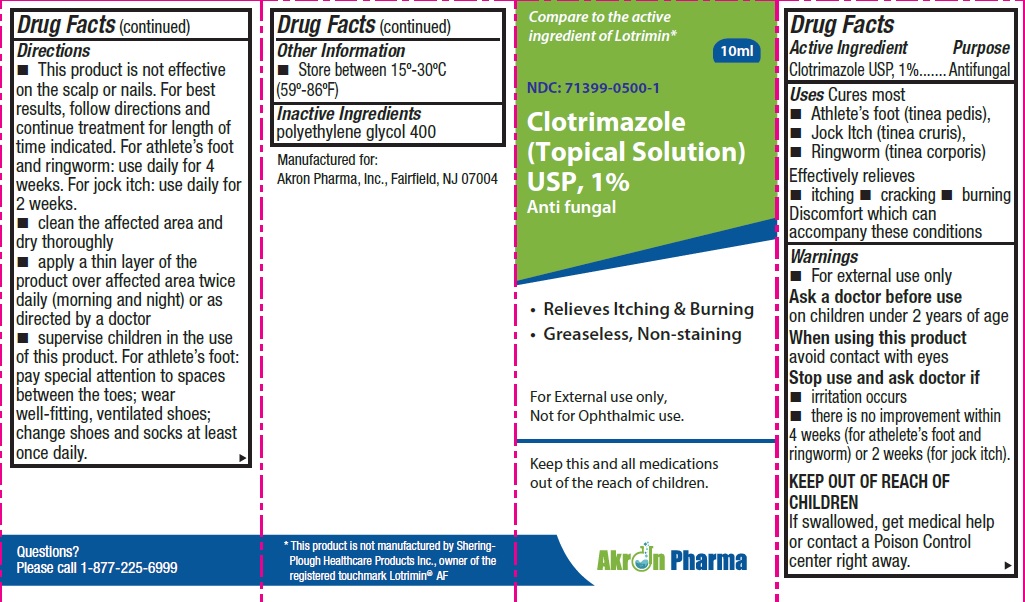 Drug Facts (continued)
Directions
■ This product is not effective
on the scalp or nails. For best
results, follow directions and
continue treatment for length of
time indicated. For athlete's foot
and ringworm: use daily for 4
weeks. For jock itch: use daily for
2 weeks.
■ clean the affected area and
dry thoroughly
■ apply a thin layer of the
product over affected area twice
daily (morning and night) or as
directed by a doctor
■ supervise children in the use
of this product. For athlete's foot:
pay special attention to spaces
between the toes; wear
well-fitting, ventilated shoes;
change shoes and socks at least
once daily.
Questions?
Please call 1-877-225-6999
Drug Facts (continued)
Other Information
■ Store between 15º-30ºC
(59º-86ºF)
Inactive Ingredients
polyethylene glycol 400
Manufactured for:
Akron Pharma, Inc., Fairfield, NJ 07004
* This product is not manufactured by Shering-
Plough Healthcare Products Inc., owner of the
registered touchmark Lotrimin® AF
Compare to the active
ingredient of Lotrimin*
10ml
NDC: 71399-0500-1
Clotrimazole
(Topical Solution)
USP, 1%
Anti fungal
• Relieves Itching & Burning
• Greaseless, Non-staining
For External use only,
Not for Ophthalmic use.
Keep this and all medications
out of the reach of children.
Akron Pharma
Drug Facts
Active Ingredient Purpose
Clotrimazole USP, 1%....... Antifungal
Uses Cures most
■ Athlete's foot (tinea pedis),
■ Jock Itch (tinea cruris),
■ Ringworm (tinea corporis)
Effectively relieves
■ itching ■ cracking ■ burning
Discomfort which can
accompany these conditions
Warnings
■ For external use only
Ask a doctor before use
on children under 2 years of age
When using this product
avoid contact with eyes
Stop use and ask doctor if
■ irritation occurs
■ there is no improvement within
4 weeks (for athelete's foot and
ringworm) or 2 weeks (for jock itch).
KEEP OUT OF REACH OF
CHILDREN
If swallowed, get medical help
or contact a Poison Control
center right away.